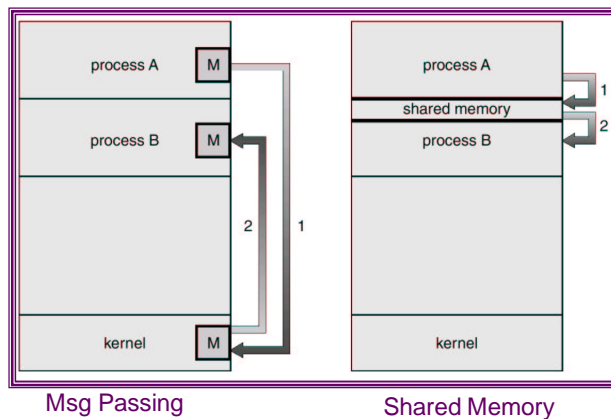 process A
M
process B
M
2
1
kernel
M
Msg Passing
process A
1
shared memory
2
process B
kernel
Shared Memory